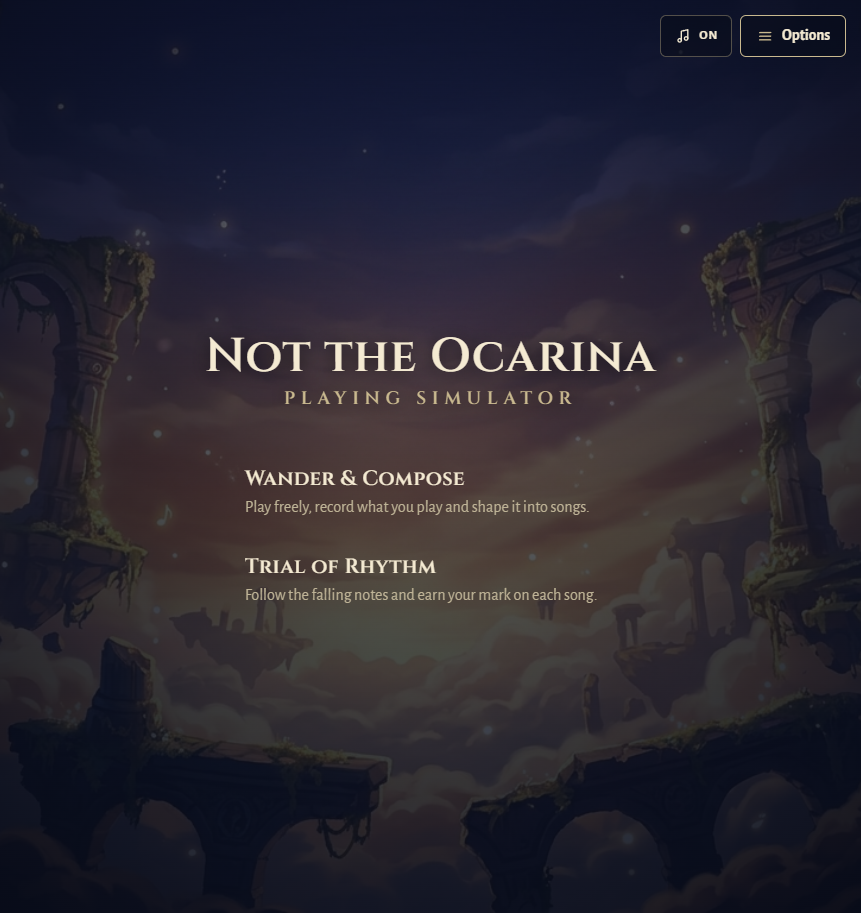 ON
Options
Not the Ocarina
PLAYING SIMULATOR
Wander & Compose
Play freely, record what you play and shape it into songs.
Trial of Rhythm
Follow the falling notes and earn your mark on each song.